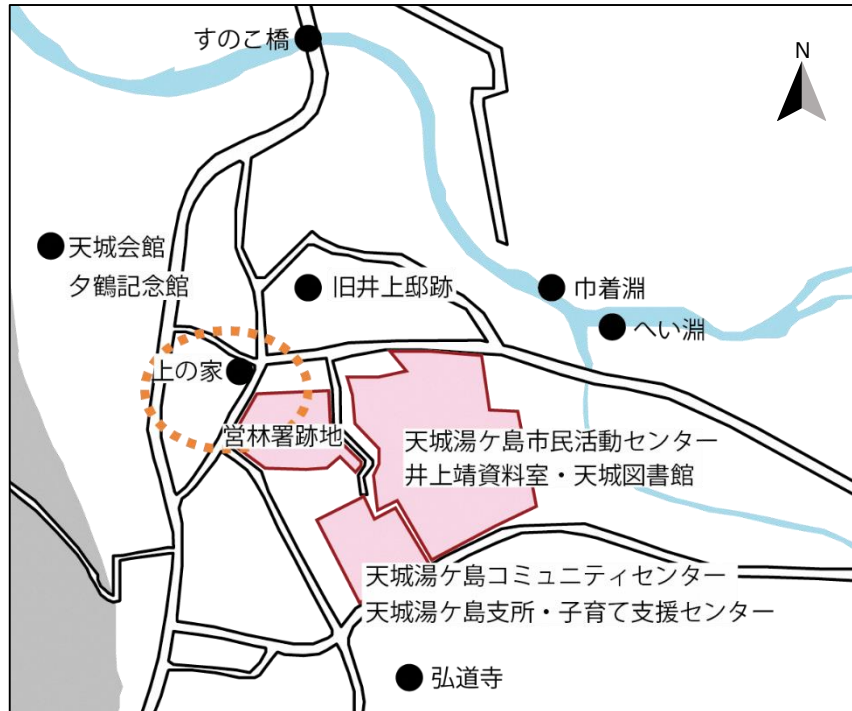 すのこ橋
N
天城会館
夕鶴記念館
旧井上邸跡
巾着淵
へい淵
上の家
営林署跡地
天城湯ケ島市民活動センター
井上靖資料室・天城図書館
天城湯ケ島コミュニティセンター
天城湯ケ島支所・子育て支援センター
弘道寺